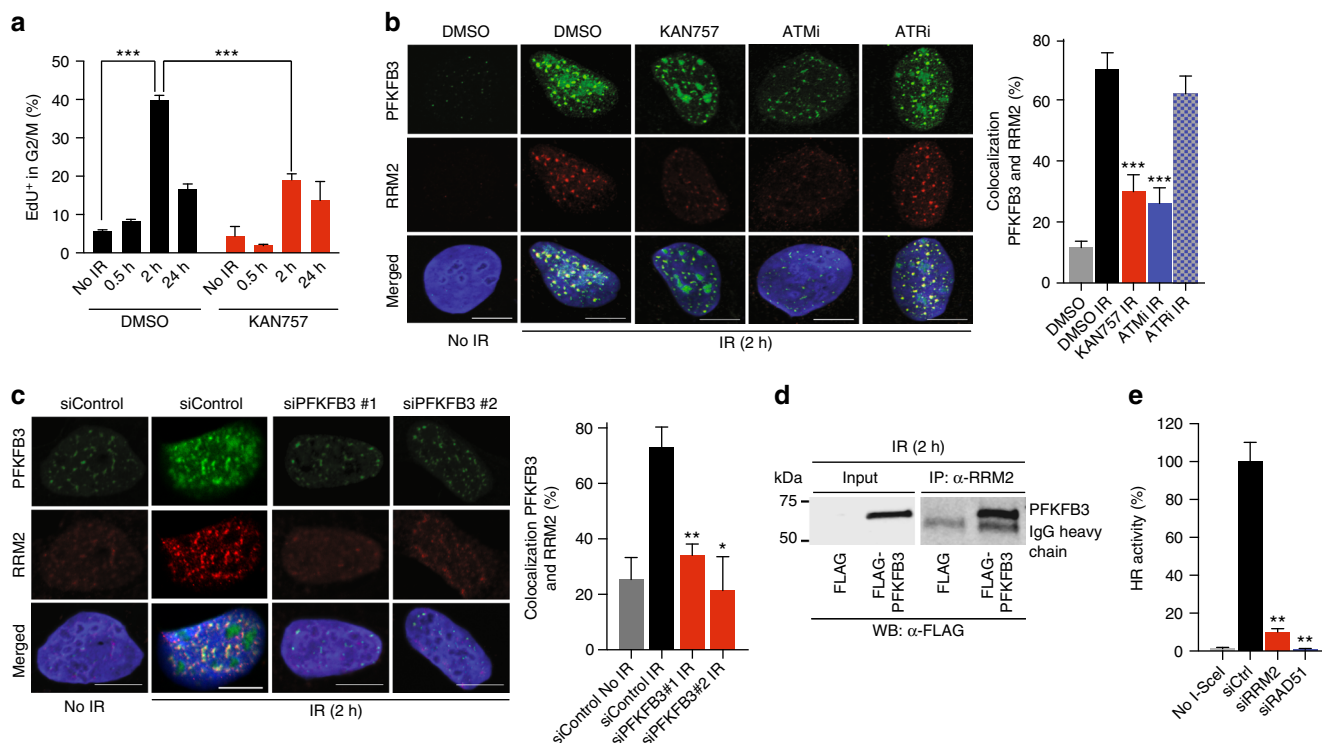 a
*** ***
EdU⁺ in G2/M (%)
50
40
30
20
10
0
No IR
0.5 h
2 h
24 h
No IR
0.5 h
2 h
24 h
DMSO
KAN757
b
DMSO DMSO KAN757 ATMi ATRi
PFKFB3
RRM2
Merged
No IR
IR (2 h)
Colocalization
PFKFB3 and RRM2 (%)
80
60
40
20
0
*** ***
DMSO
DMSO IR
KAN757 IR
ATMi IR
ATRi IR
c
siControl siControl siPFKFB3 #1 siPFKFB3 #2
PFKFB3
RRM2
Merged
No IR
IR (2 h)
Colocalization PFKFB3
and RRM2 (%)
80
60
40
20
0
** *
siControl No IR
siControl IR
siPFKFB3#1 IR
siPFKFB3#2 IR
d
IR (2 h)
kDa
Input
IP: α-RRM2
75
50
PFKFB3
IgG heavy
chain
FLAG
FLAG-
PFKFB3
FLAG
FLAG-
PFKFB3
WB: α-FLAG
e
HR activity (%)
120
100
80
60
40
20
0
** **
No I-SceI
siCtrl
siRRM2
siRAD51